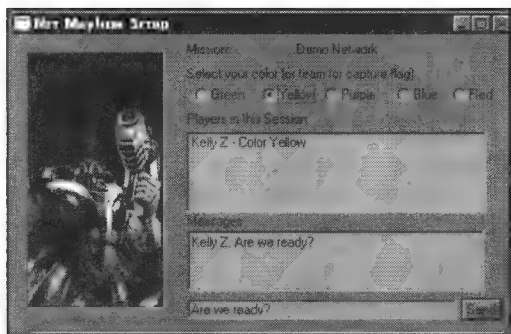 Net Mayhem Setup
Mission: Demo Network
Select your color (or team for capture flag)
Green Yellow Purple Blue Red
Players in this Session
Kelly Z - Color Yellow
Messages
Kelly Z. Are we ready?
Are we ready? Send